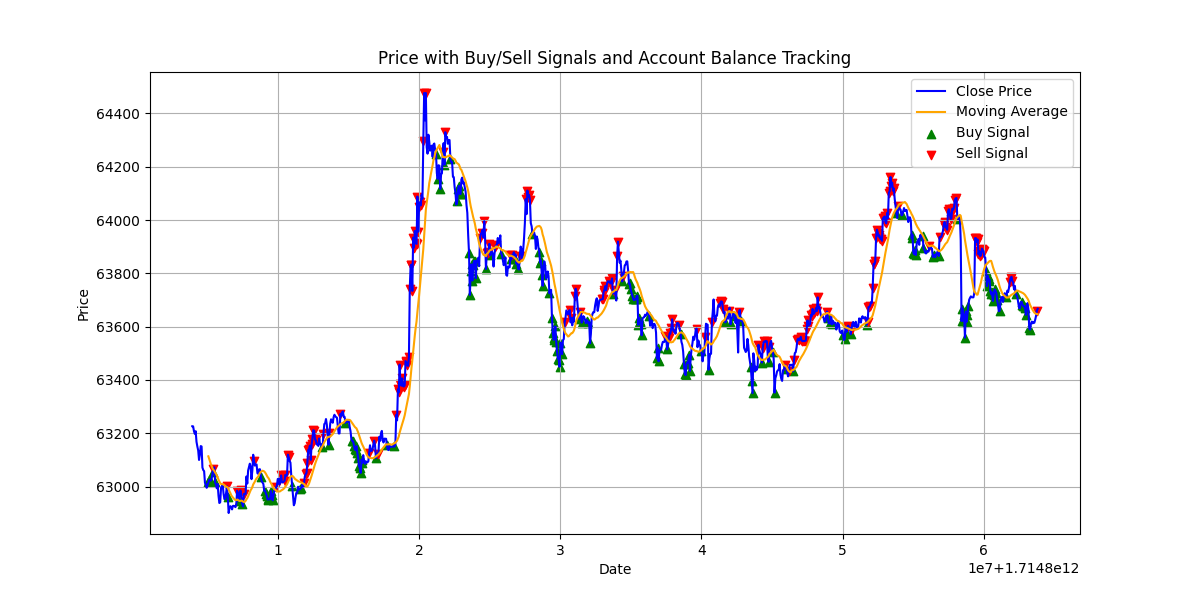 Price with Buy/Sell Signals and Account Balance Tracking
Price
64400
64200
64000
63800
63600
63400
63200
63000
Close Price
Moving Average
Buy Signal
Sell Signal
1 2 3 4 5 6
Date
1e7+1.7148e12